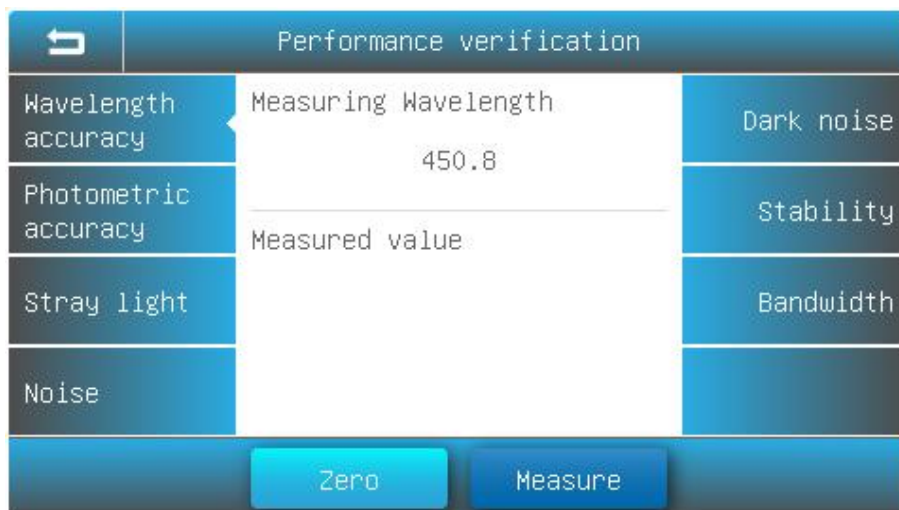 Performance verification
Wavelength
accuracy
Photometric
accuracy
Stray light
Noise
Measuring Wavelength
450.8
Measured value
Dark noise
Stability
Bandwidth
Zero
Measure